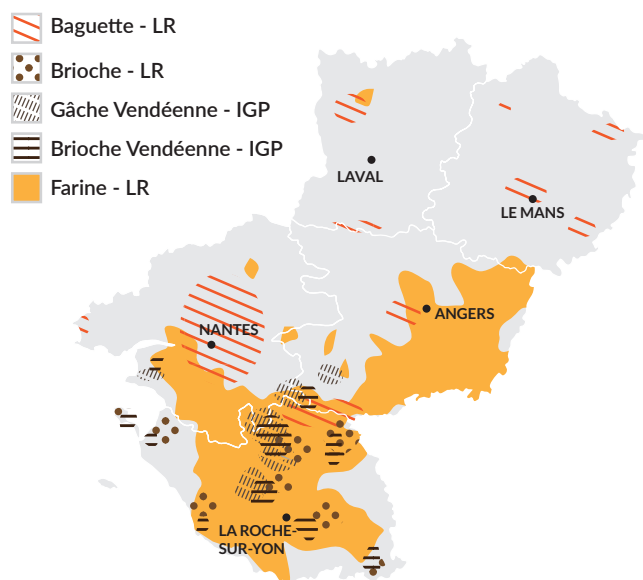 Baguette - LR
Brioche - LR
Gâche Vendéenne - IGP
Brioche Vendéenne - IGP
Farine - LR
LAVAL
LE MANS
ANGERS
NANTES
LA ROCHE-
SUR-YON